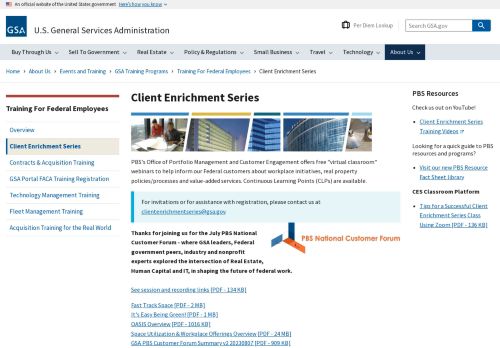 An official website of the United States government Here's how you know
GSA
U.S. General Services Administration
Per Diem Lookup
Search GSA.gov
Buy Through Us
Sell To Government
Real Estate
Policy & Regulations
Small Business
Travel
Technology
About Us
Home › About Us › Events and Training › GSA Training Programs › Training For Federal Employees › Client Enrichment Series
Training For Federal Employees
Overview
Client Enrichment Series
Contracts & Acquisition Training
GSA Portal FACA Training Registration
Technology Management Training
Fleet Management Training
Acquisition Training for the Real World
Client Enrichment Series
PBS's Office of Portfolio Management and Customer Engagement offers free "virtual classroom"
webinars to help inform our Federal customers about workplace initiatives, real property
policies/processes and value-added services. Continuous Learning Points (CLPs) are available.
For invitations or for assistance with registration, please contact us at
clientenrichmentseries@gsa.gov
Thanks for joining us for the July PBS National
Customer Forum - where GSA leaders, Federal
government peers, industry and nonprofit
experts explored the intersection of Real Estate,
Human Capital and IT, in shaping the future of federal work.
PBS National Customer Forum
See session and recording links [PDF - 134 KB]
Fast Track Space [PDF - 2 MB]
It's Easy Being Green! [PDF - 1 MB]
OASIS Overview [PDF - 1016 KB]
Space Utilization & Workplace Offerings Overview [PDF - 24 MB]
GSA PBS Customer Forum Summary v2 20230807 [PDF - 909 KB]
PBS Resources
Check us out on YouTube!
Client Enrichment Series
Training Videos
Looking for a quick guide to PBS
resources and programs?
Visit our new PBS Resource
Fact Sheet library
CES Classroom Platform
Tips for a Successful Client
Enrichment Series Class
Using Zoom [PDF - 136 KB]